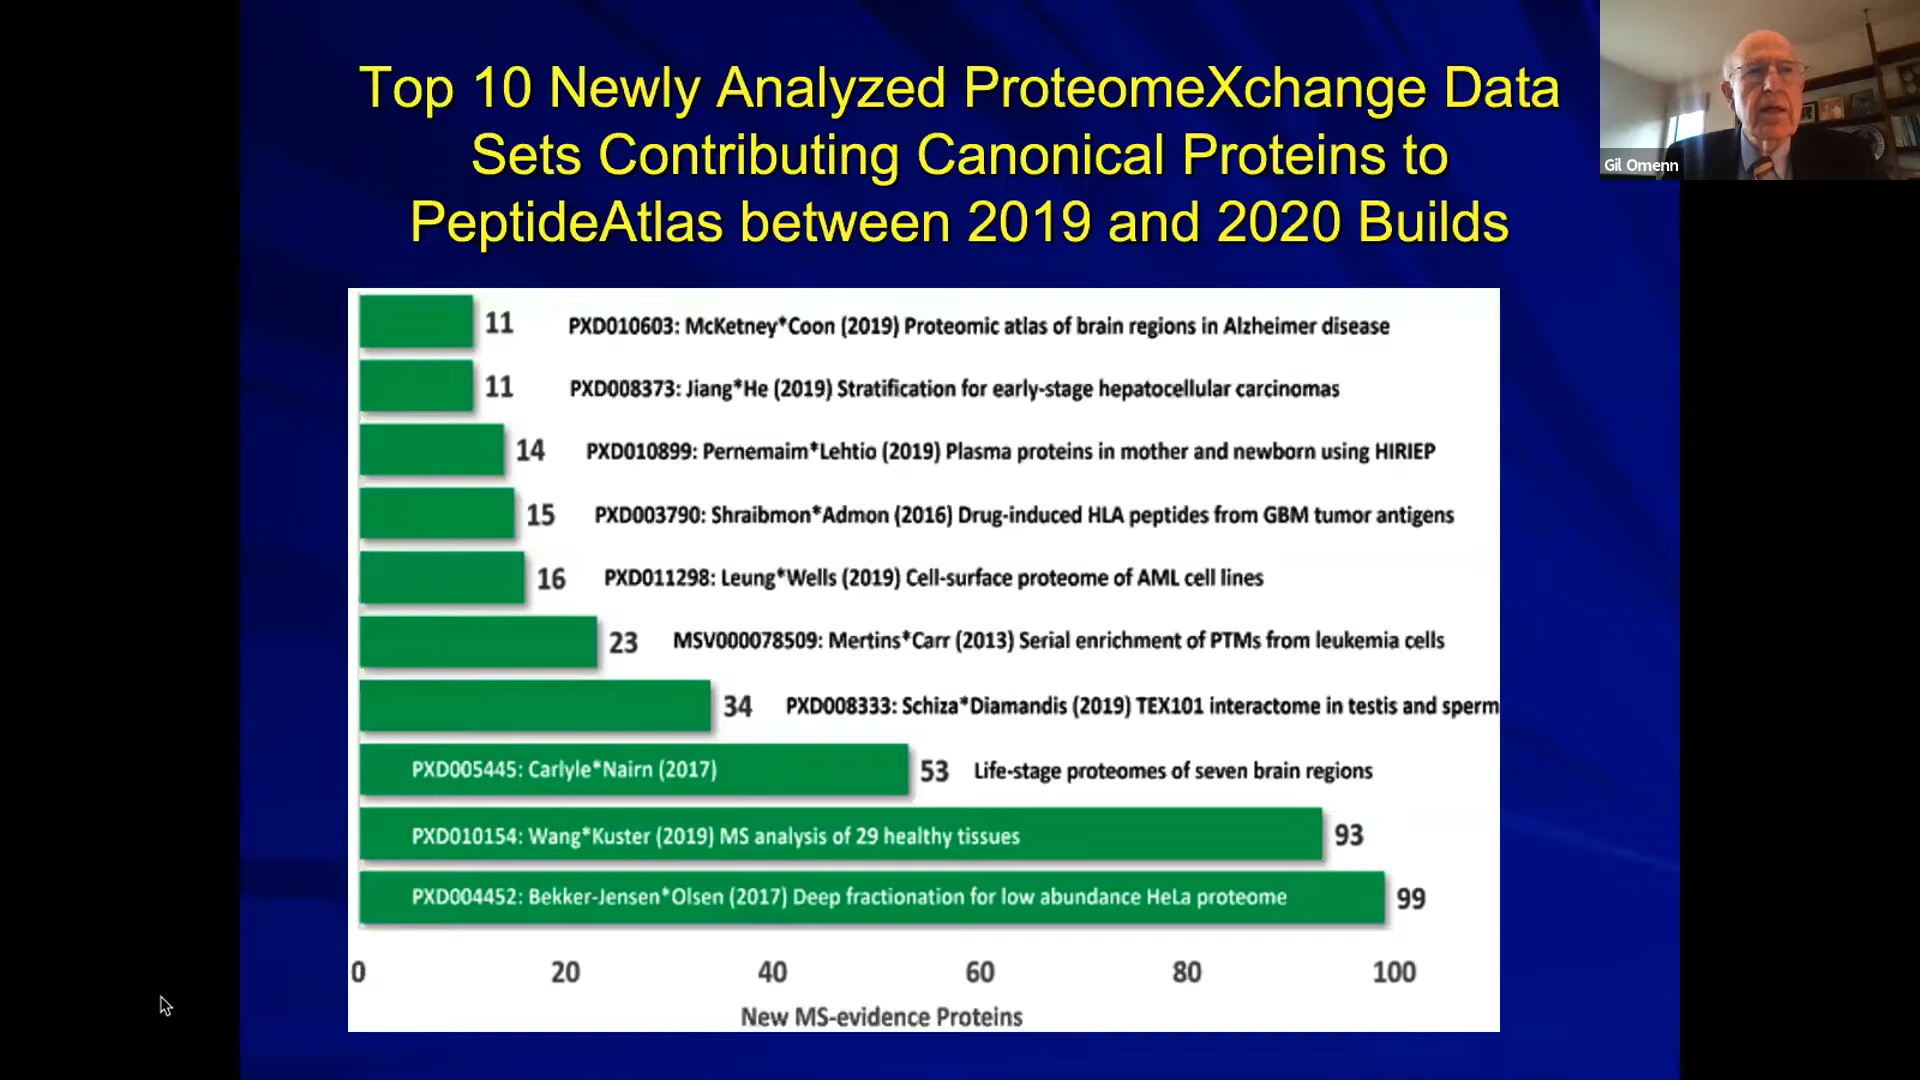 Top 10 Newly Analyzed ProteomeXchange Data
Sets Contributing Canonical Proteins to
PeptideAtlas between 2019 and 2020 Builds
Gil Omenn
11 PXD010603: McKetney*Coon (2019) Proteomic atlas of brain regions in Alzheimer disease
11 PXD008373: Jiang*He (2019) Stratification for early-stage hepatocellular carcinomas
14 PXD010899: Pernemaim*Lehtio (2019) Plasma proteins in mother and newborn using HIRIEP
15 PXD003790: Shraibmon*Admon (2016) Drug-induced HLA peptides from GBM tumor antigens
16 PXD011298: Leung*Wells (2019) Cell-surface proteome of AML cell lines
23 MSV000078509: Mertins*Carr (2013) Serial enrichment of PTMs from leukemia cells
34 PXD008333: Schiza*Diamandis (2019) TEX101 interactome in testis and sperm
PXD005445: Carlyle*Nairn (2017) 53 Life-stage proteomes of seven brain regions
PXD010154: Wang*Kuster (2019) MS analysis of 29 healthy tissues 93
PXD004452: Bekker-Jensen*Olsen (2017) Deep fractionation for low abundance HeLa proteome 99
0 20 40 60 80 100
New MS-evidence Proteins